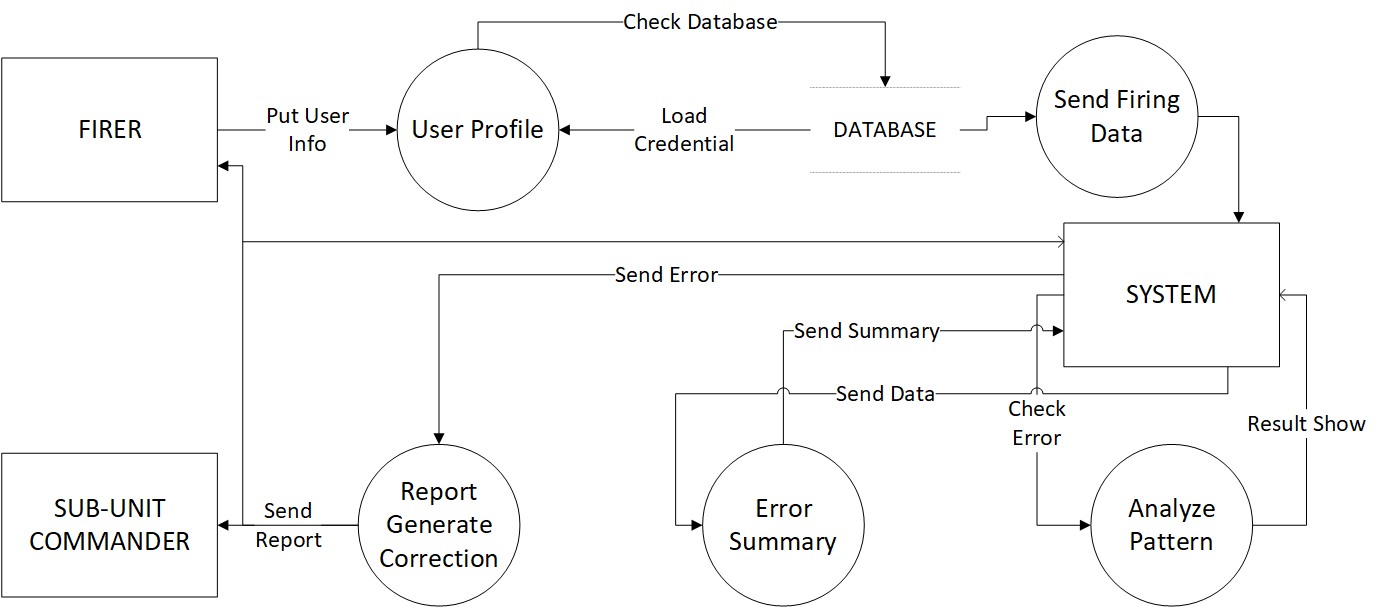 Check Database
FIRER
Put User
Info
User Profile
Load
Credential
DATABASE
Send Firing
Data
Send Error
SYSTEM
Send Summary
Send Data
Check
Error
Result Show
SUB-UNIT
COMMANDER
Send
Report
Report
Generate
Correction
Error
Summary
Analyze
Pattern